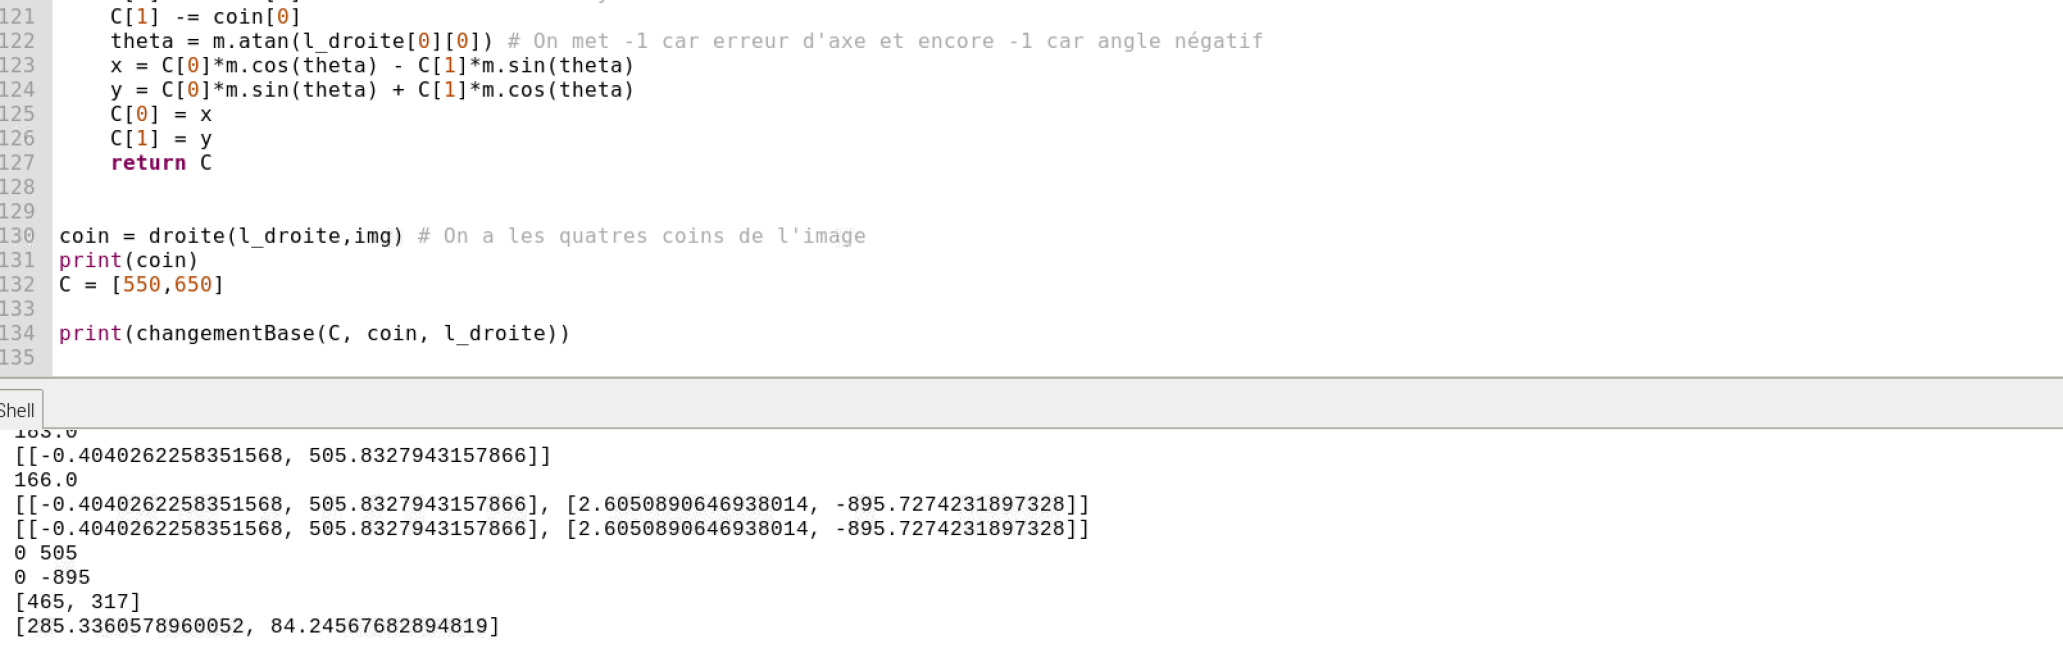 121 C[1] -= coin[0]
122 theta = m.atan(l_droite[0][0]) # On met -1 car erreur d'axe et encore -1 car angle négatif
123 x = C[0]*m.cos(theta) - C[1]*m.sin(theta)
124 y = C[0]*m.sin(theta) + C[1]*m.cos(theta)
125 C[0] = x
126 C[1] = y
127 return C
128
129
130 coin = droite(l_droite,img) # On a les quatres coins de l'image
131 print(coin)
132 C = [550,650]
133
134 print(changementBase(C, coin, l_droite))
135
Shell
183.0
[[-0.4040262258351568, 505.8327943157866]]
166.0
[[-0.4040262258351568, 505.8327943157866], [2.6050890646938014, -895.7274231897328]]
[[-0.4040262258351568, 505.8327943157866], [2.6050890646938014, -895.7274231897328]]
0 505
0 -895
[465, 317]
[285.3360578960052, 84.24567682894819]